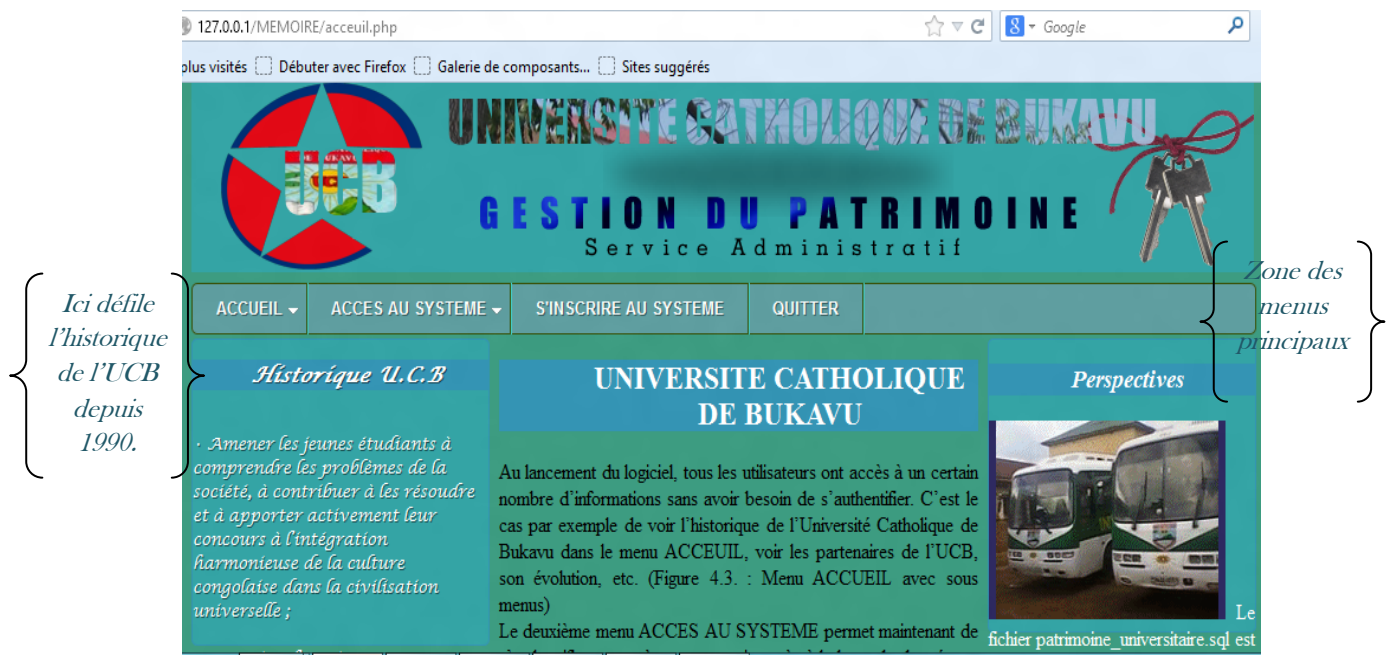 127.0.0.1/MEMOIRE/acceuil.php
Google
plus visités Débuter avec Firefox Galerie de composants... Sites suggérés
UNIVERSITE CATHOLIQUE DE BUKAVU
UCB
GESTION DU PATRIMOINE
Service Administratif
ACCUEIL ACCES AU SYSTEME S'INSCRIRE AU SYSTEME QUITTER
Ici défile
l'historique
de l'UCB
depuis
1990.
Zone des
menus
principaux
Historique U.C.B
· Amener les jeunes étudiants à
comprendre les problèmes de la
société, à contribuer à les résoudre
et à apporter activement leur
concours à l'intégration
harmonieuse de la culture
congolaise dans la civilisation
universelle ;
UNIVERSITE CATHOLIQUE
DE BUKAVU
Au lancement du logiciel, tous les utilisateurs ont accès à un certain
nombre d'informations sans avoir besoin de s'authentifier. C'est le
cas par exemple de voir l'historique de l'Université Catholique de
Bukavu dans le menu ACCEUIL, voir les partenaires de l'UCB,
son évolution, etc. (Figure 4.3. : Menu ACCUEIL avec sous
menus)
Le deuxième menu ACCES AU SYSTEME permet maintenant de
Perspectives
Le
fichier patrimoine_universitaire.sql est